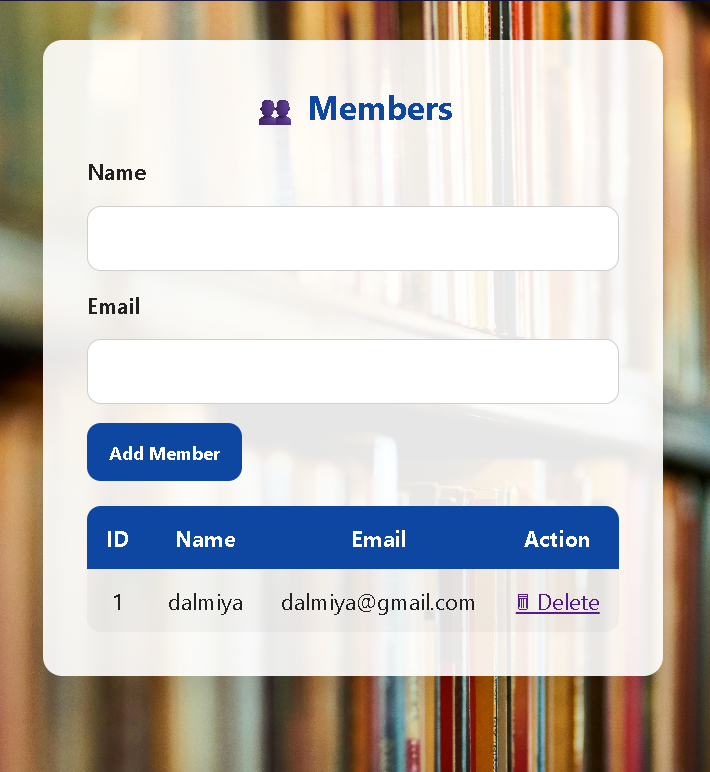 👥 Members
Name
Email
Add Member
ID Name Email Action
1 dalmiya dalmiya@gmail.com 🗑 Delete